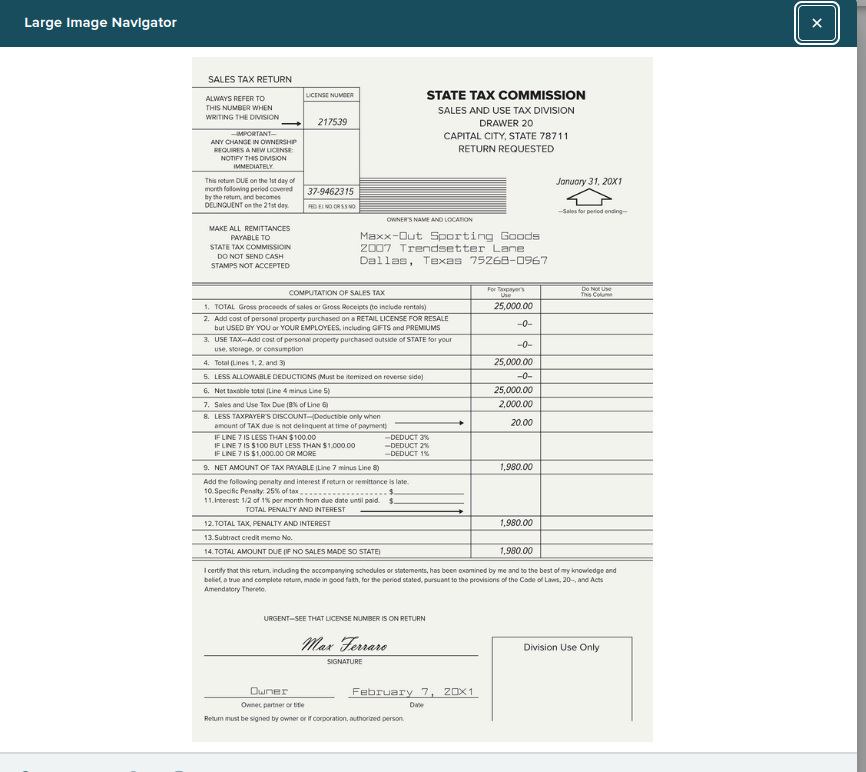 Large Image Navigator
×
SALES TAX RETURN
ALWAYS REFER TO
THIS NUMBER WHEN
WRITING THE DIVISION
LICENSE NUMBER
217539
—IMPORTANT—
ANY CHANGE IN OWNERSHIP
REQUIRES A NEW LICENSE:
NOTIFY THIS DIVISION
IMMEDIATELY.
This return DUE on the 1st day of
month following period covered
by the return, and becomes
DELINQUENT on the 21st day.
37-9462315
FED. E.I. NO. OR S.S. NO.
STATE TAX COMMISSION
SALES AND USE TAX DIVISION
DRAWER 20
CAPITAL CITY, STATE 78711
RETURN REQUESTED
January 31, 20X1
—Sales for period ending—
OWNER'S NAME AND LOCATION
MAKE ALL REMITTANCES
PAYABLE TO
STATE TAX COMMISSIOIN
DO NOT SEND CASH
STAMPS NOT ACCEPTED
Maxx-Out Sporting Goods
2007 Trendsetter Lane
Dallas, Texas 75268-0967
COMPUTATION OF SALES TAX
For Taxpayer's
Use
Do Not Use
This Column
1. TOTAL Gross proceeds of sales or Gross Receipts (to include rentals) 25,000.00
2. Add cost of personal property purchased on a RETAIL LICENSE FOR RESALE
but USED BY YOU or YOUR EMPLOYEES, including GIFTS and PREMIUMS –0–
3. USE TAX—Add cost of personal property purchased outside of STATE for your
use, storage, or consumption –0–
4. Total (Lines 1, 2, and 3) 25,000.00
5. LESS ALLOWABLE DEDUCTIONS (Must be itemized on reverse side) –0–
6. Net taxable total (Line 4 minus Line 5) 25,000.00
7. Sales and Use Tax Due (8% of Line 6) 2,000.00
8. LESS TAXPAYER'S DISCOUNT—(Deductible only when
amount of TAX due is not delinquent at time of payment) 20.00
IF LINE 7 IS LESS THAN $100.00 —DEDUCT 3%
IF LINE 7 IS $100 BUT LESS THAN $1,000.00 —DEDUCT 2%
IF LINE 7 IS $1,000.00 OR MORE —DEDUCT 1%
9. NET AMOUNT OF TAX PAYABLE (Line 7 minus Line 8) 1,980.00
Add the following penalty and interest if return or remittance is late.
10. Specific Penalty: 25% of tax $
11. Interest: 1/2 of 1% per month from due date until paid. $
TOTAL PENALTY AND INTEREST
12. TOTAL TAX, PENALTY AND INTEREST 1,980.00
13. Subtract credit memo No.
14. TOTAL AMOUNT DUE (IF NO SALES MADE SO STATE) 1,980.00
I certify that this return, including the accompanying schedules or statements, has been examined by me and to the best of my knowledge and
belief, a true and complete return, made in good faith, for the period stated, pursuant to the provisions of the Code of Laws, 20–, and Acts
Amendatory Thereto.
URGENT—SEE THAT LICENSE NUMBER IS ON RETURN
Max Ferraro
SIGNATURE
Division Use Only
Owner February 7, 20X1
Owner, partner or title Date
Return must be signed by owner or if corporation, authorized person.